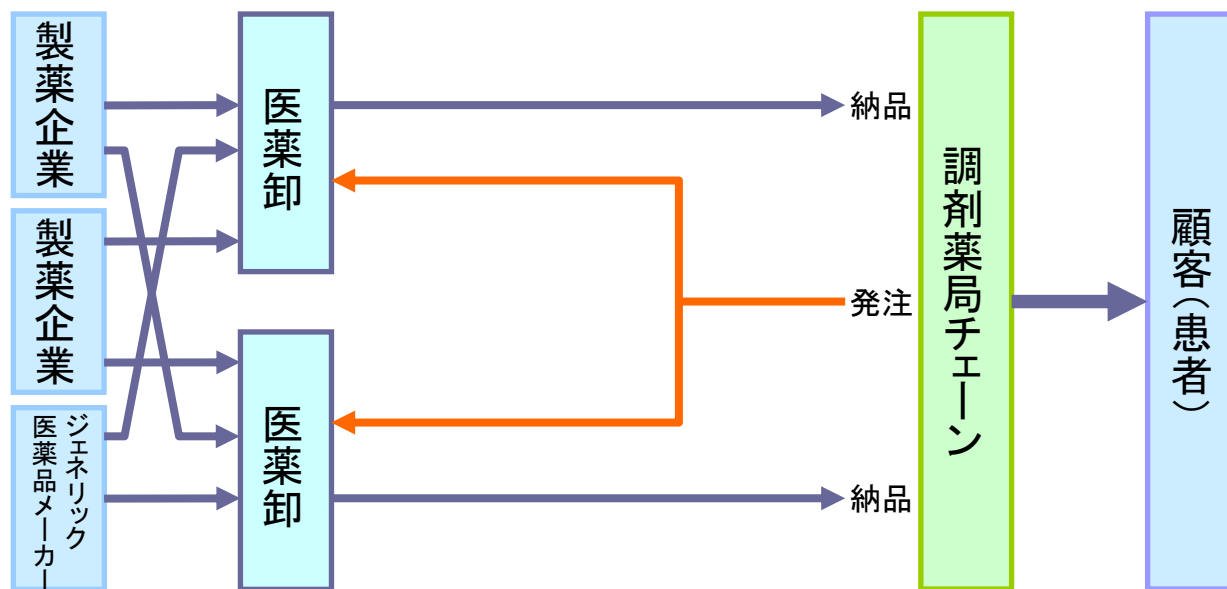 製薬企業
製薬企業
ジェネリック
医薬品メーカー
医薬卸
医薬卸
納品
発注
納品
調剤薬局チェーン
顧客(患者)